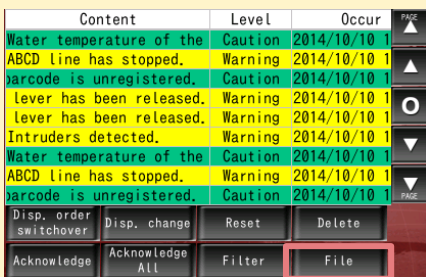 Content Level Occur PAGE
Water temperature of the Caution 2014/10/10 1
ABCD line has stopped. Warning 2014/10/10 1
barcode is unregistered. Caution 2014/10/10 1
lever has been released. Warning 2014/10/10 1
lever has been released. Warning 2014/10/10 1
Intruders detected. Warning 2014/10/10 1
Water temperature of the Caution 2014/10/10 1
ABCD line has stopped. Warning 2014/10/10 1
barcode is unregistered. Caution 2014/10/10 1
PAGE
Disp. order switchover
Disp. change
Reset
Delete
Acknowledge
Acknowledge All
Filter
File